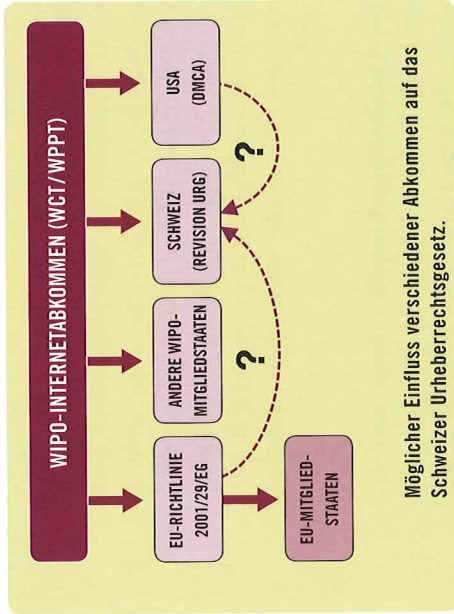 WIPO-INTERNETABKOMMEN (WCT/WPPT)
EU-RICHTLINIE
2001/29/EG
ANDERE WIPO-
MITGLIEDSTAATEN
SCHWEIZ
(REVISION URG)
USA
(DMCA)
?
?
EU-MITGLIED-
STAATEN
Möglicher Einfluss verschiedener Abkommen auf das
Schweizer Urheberrechtsgesetz.